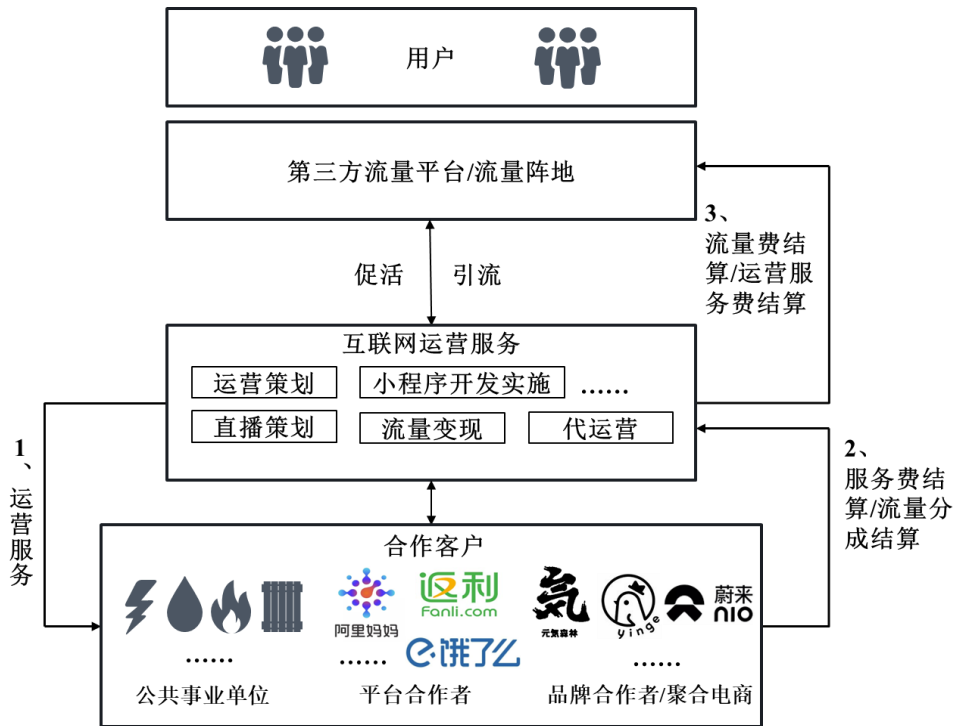 用户
第三方流量平台/流量阵地
促活
引流
3、
流量费结
算/运营服
务费结算
互联网运营服务
运营策划
小程序开发实施
……
直播策划
流量变现
代运营
1、
运营服务
2、
服务费结
算/流量分
成结算
合作客户
阿里妈妈
返利
Fanli.com
饿了么
気
元気森林
yinge
蔚来
NIO
……
……
……
公共事业单位
平台合作者
品牌合作者/聚合电商